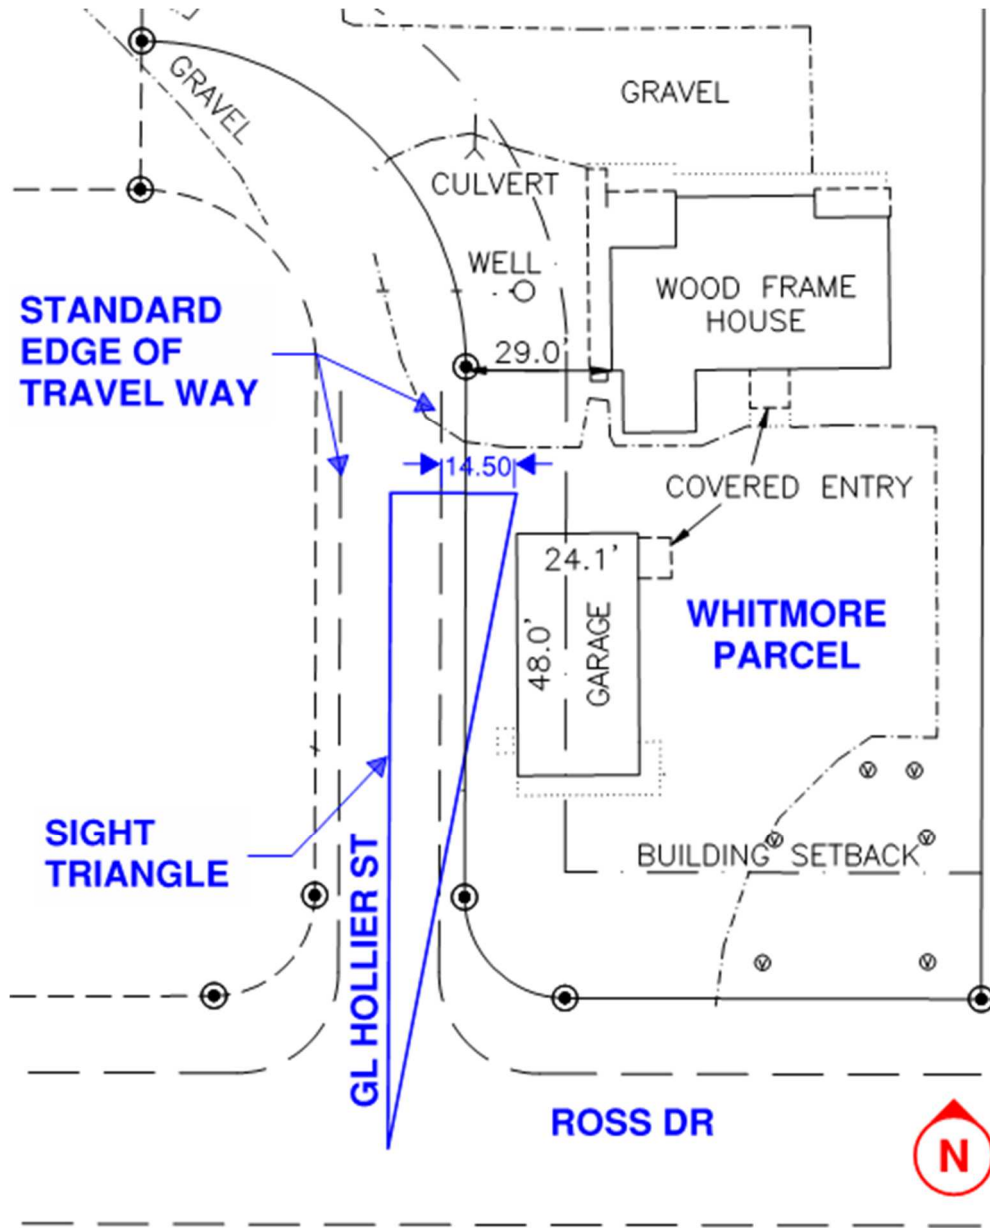 GRAVEL
GRAVEL
CULVERT
WELL
WOOD FRAME
HOUSE
STANDARD
EDGE OF
TRAVEL WAY
29.0
14.50
COVERED ENTRY
24.1'
48.0'
GARAGE
WHITMORE
PARCEL
SIGHT
TRIANGLE
BUILDING SETBACK
GL HOLLIER ST
ROSS DR
N